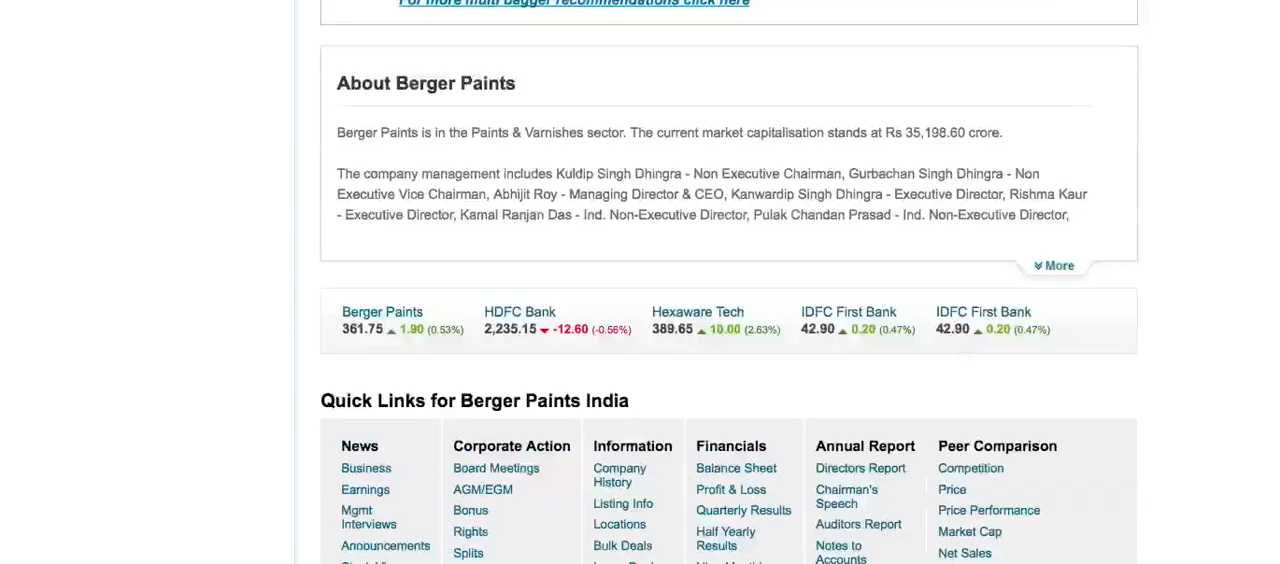 For more multi bagger recommendations click here
About Berger Paints
Berger Paints is in the Paints & Varnishes sector. The current market capitalisation stands at Rs 35,198.60 crore.
The company management includes Kuldip Singh Dhingra - Non Executive Chairman, Gurbachan Singh Dhingra - Non
Executive Vice Chairman, Abhijit Roy - Managing Director & CEO, Kanwardip Singh Dhingra - Executive Director, Rishma Kaur
- Executive Director, Kamal Ranjan Das - Ind. Non-Executive Director, Pulak Chandan Prasad - Ind. Non-Executive Director,
More
Berger Paints HDFC Bank Hexaware Tech IDFC First Bank IDFC First Bank
361.75 1.90 (0.53%) 2,235.15 -12.60 (-0.56%) 389.65 10.00 (2.63%) 42.90 0.20 (0.47%) 42.90 0.20 (0.47%)
Quick Links for Berger Paints India
News
Business
Earnings
Mgmt
Interviews
Announcements
Corporate Action
Board Meetings
AGM/EGM
Bonus
Rights
Splits
Information
Company
History
Listing Info
Locations
Bulk Deals
Financials
Balance Sheet
Profit & Loss
Quarterly Results
Half Yearly
Results
Annual Report
Directors Report
Chairman's
Speech
Auditors Report
Notes to
Accounts
Peer Comparison
Competition
Price
Price Performance
Market Cap
Net Sales